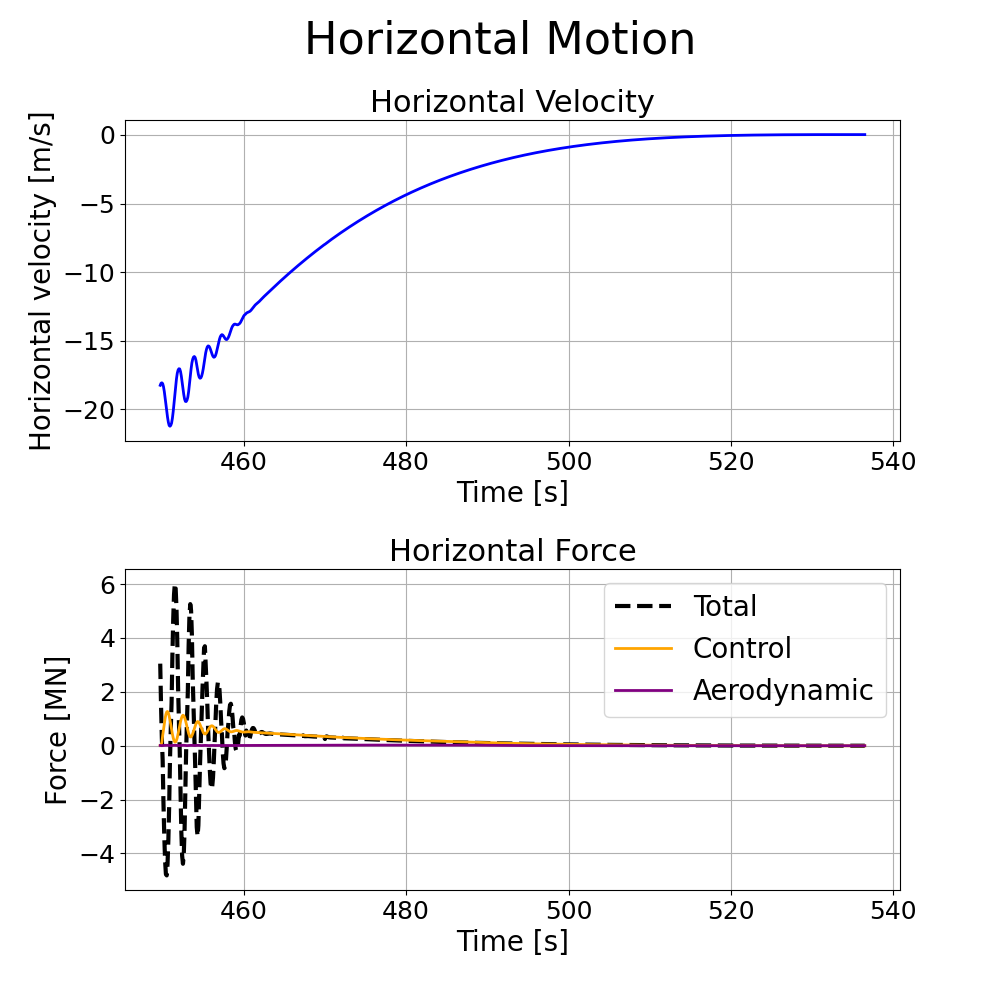 Horizontal Motion
Horizontal Velocity
Horizontal velocity [m/s]
0
−5
−10
−15
−20
460 480 500 520 540
Time [s]
Horizontal Force
Force [MN]
6
4
2
0
−2
−4
Total
Control
Aerodynamic
460 480 500 520 540
Time [s]